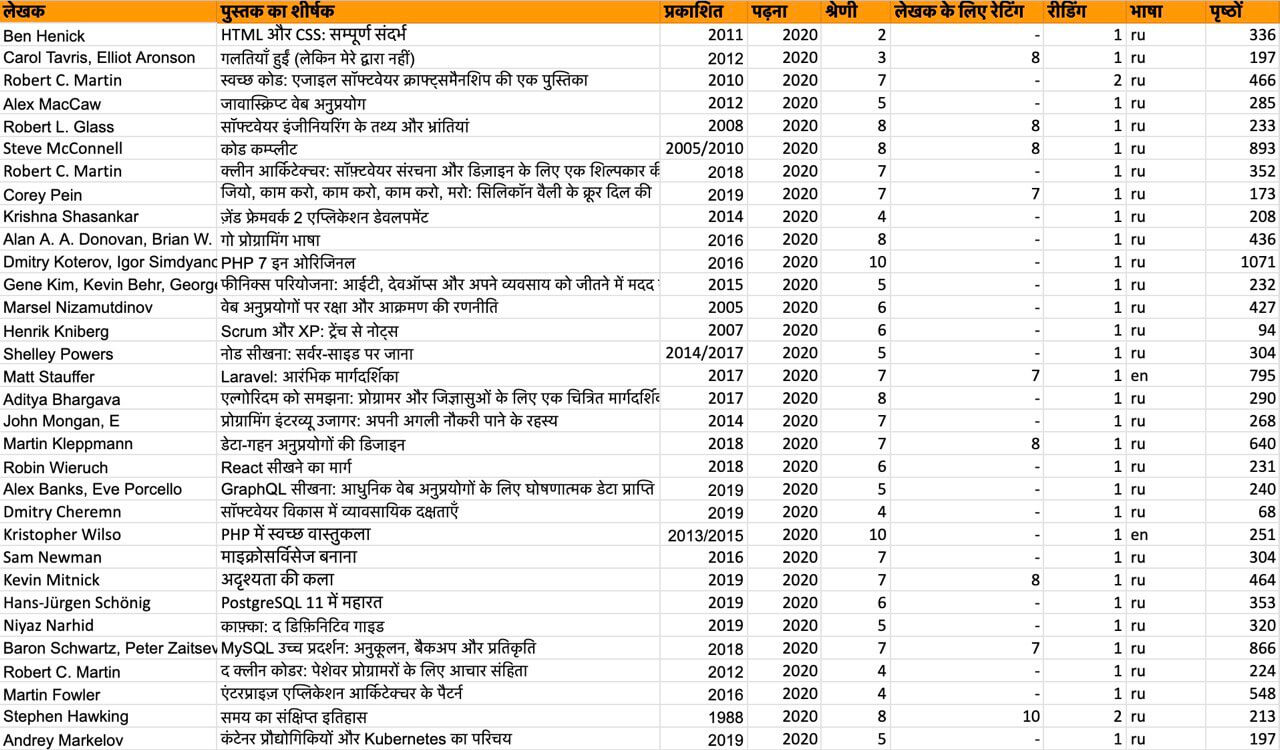 लेखक पुस्तक का शीर्षक प्रकाशित पढ़ना श्रेणी लेखक के लिए रेटिंग रीडिंग भाषा पृष्ठों
Ben Henick HTML और CSS: सम्पूर्ण संदर्भ 2011 2020 2 - 1 ru 336
Carol Tavris, Elliot Aronson गलतियाँ हुईं (लेकिन मेरे द्वारा नहीं) 2012 2020 3 8 1 ru 197
Robert C. Martin स्वच्छ कोड: एजाइल सॉफ्टवेयर क्राफ्ट्समैनशिप की एक पुस्तिका 2010 2020 7 - 2 ru 466
Alex MacCaw जावास्क्रिप्ट वेब अनुप्रयोग 2012 2020 5 - 1 ru 285
Robert L. Glass सॉफ्टवेयर इंजीनियरिंग के तथ्य और भ्रांतियां 2008 2020 8 8 1 ru 233
Steve McConnell कोड कम्प्लीट 2005/2010 2020 8 8 1 ru 893
Robert C. Martin क्लीन आर्किटेक्चर: सॉफ़्टवेयर संरचना और डिज़ाइन के लिए एक शिल्पकार की 2018 2020 7 - 1 ru 352
Corey Pein जियो, काम करो, काम करो, काम करो, मरो: सिलिकॉन वैली के क्रूर दिल की 2019 2020 7 7 1 ru 173
Krishna Shasankar ज़ेंड फ्रेमवर्क 2 एप्लिकेशन डेवलपमेंट 2014 2020 4 - 1 ru 208
Alan A. A. Donovan, Brian W. गो प्रोग्रामिंग भाषा 2016 2020 8 - 1 ru 436
Dmitry Koterov, Igor Simdyanc PHP 7 इन ओरिजिनल 2016 2020 10 - 1 ru 1071
Gene Kim, Kevin Behr, George फीनिक्स परियोजना: आईटी, देवऑप्स और अपने व्यवसाय को जीतने में मदद 2015 2020 5 - 1 ru 232
Marsel Nizamutdinov वेब अनुप्रयोगों पर रक्षा और आक्रमण की रणनीति 2005 2020 6 - 1 ru 427
Henrik Kniberg Scrum और XP: ट्रेंच से नोट्स 2007 2020 6 - 1 ru 94
Shelley Powers नोड सीखना: सर्वर-साइड पर जाना 2014/2017 2020 5 - 1 ru 304
Matt Stauffer Laravel: आरंभिक मार्गदर्शिका 2017 2020 7 7 1 en 795
Aditya Bhargava एल्गोरिदम को समझना: प्रोग्रामर और जिज्ञासुओं के लिए एक चित्रित 2017 2020 8 - 1 ru 290
John Mongan, E प्रोग्रामिंग इंटरव्यू उजागर: अपनी अगली नौकरी पाने के रहस्य 2014 2020 7 - 1 ru 268
Martin Kleppmann डेटा-गहन अनुप्रयोगों की डिजाइन 2018 2020 7 8 1 ru 640
Robin Wieruch React सीखने का मार्ग 2018 2020 6 - 1 ru 231
Alex Banks, Eve Porcello GraphQL सीखना: आधुनिक वेब अनुप्रयोगों के लिए घोषणात्मक डेटा प्राप्ति 2019 2020 5 - 1 ru 240
Dmitry Cheremn सॉफ्टवेयर विकास में व्यावसायिक दक्षताएँ 2019 2020 4 - 1 ru 68
Kristopher Wilso PHP में स्वच्छ वास्तुकला 2013/2015 2020 10 - 1 en 251
Sam Newman माइक्रोसर्विसेज बनाना 2016 2020 7 - 1 ru 304
Kevin Mitnick अदृश्यता की कला 2019 2020 7 8 1 ru 464
Hans-Jürgen Schönig PostgreSQL 11 में महारत 2019 2020 6 - 1 ru 353
Niyaz Narhid काफ़्का: द डिफ़िनिटिव गाइड 2019 2020 5 - 1 ru 320
Baron Schwartz, Peter Zaitsev MySQL उच्च प्रदर्शन: अनुकूलन, बैकअप और प्रतिकृति 2018 2020 7 7 1 ru 866
Robert C. Martin द क्लीन कोडर: पेशेवर प्रोग्रामरों के लिए आचार संहिता 2012 2020 4 - 1 ru 224
Martin Fowler एंटरप्राइज़ एप्लिकेशन आर्किटेक्चर के पैटर्न 2016 2020 4 - 1 ru 548
Stephen Hawking समय का संक्षिप्त इतिहास 1988 2020 8 10 2 ru 213
Andrey Markelov कंटेनर प्रौद्योगिकियों और Kubernetes का परिचय 2019 2020 5 - 1 ru 197